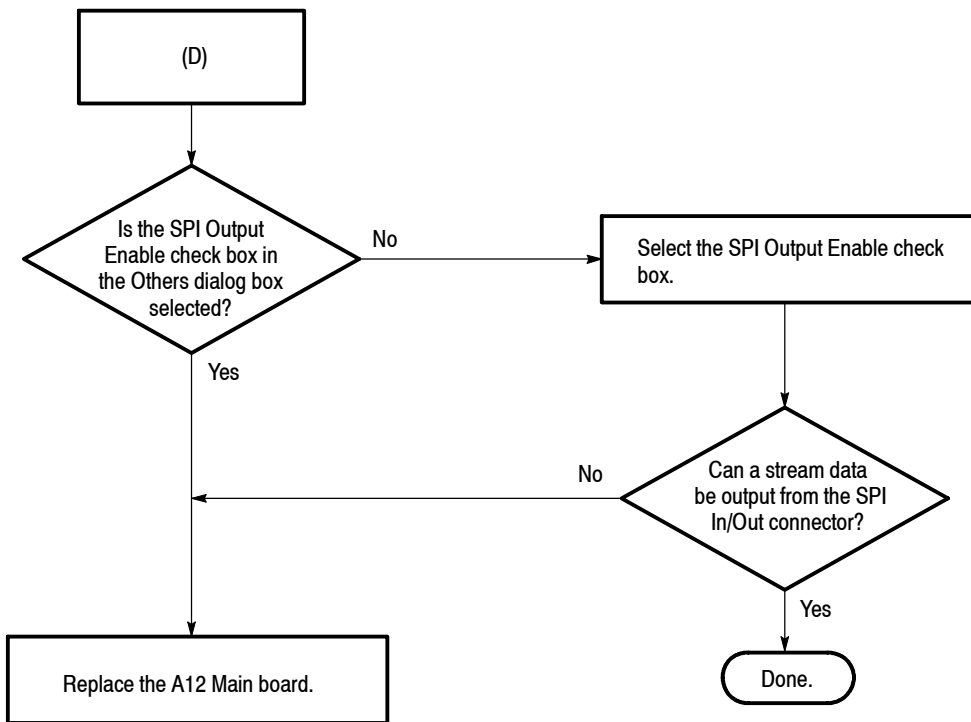 (D)
Is the SPI Output
Enable check box in
the Others dialog box
selected?
No
Select the SPI Output Enable check
box.
Yes
No
Can a stream data
be output from the SPI
In/Out connector?
Yes
Replace the A12 Main board.
Done.